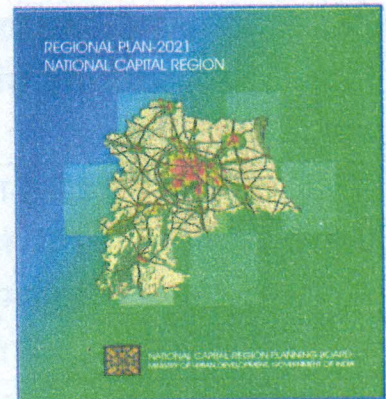 REGIONAL PLAN-2021
NATIONAL CAPITAL REGION
NATIONAL CAPITAL REGION PLANNING BOARD
MINISTRY OF URBAN DEVELOPMENT, GOVERNMENT OF INDIA